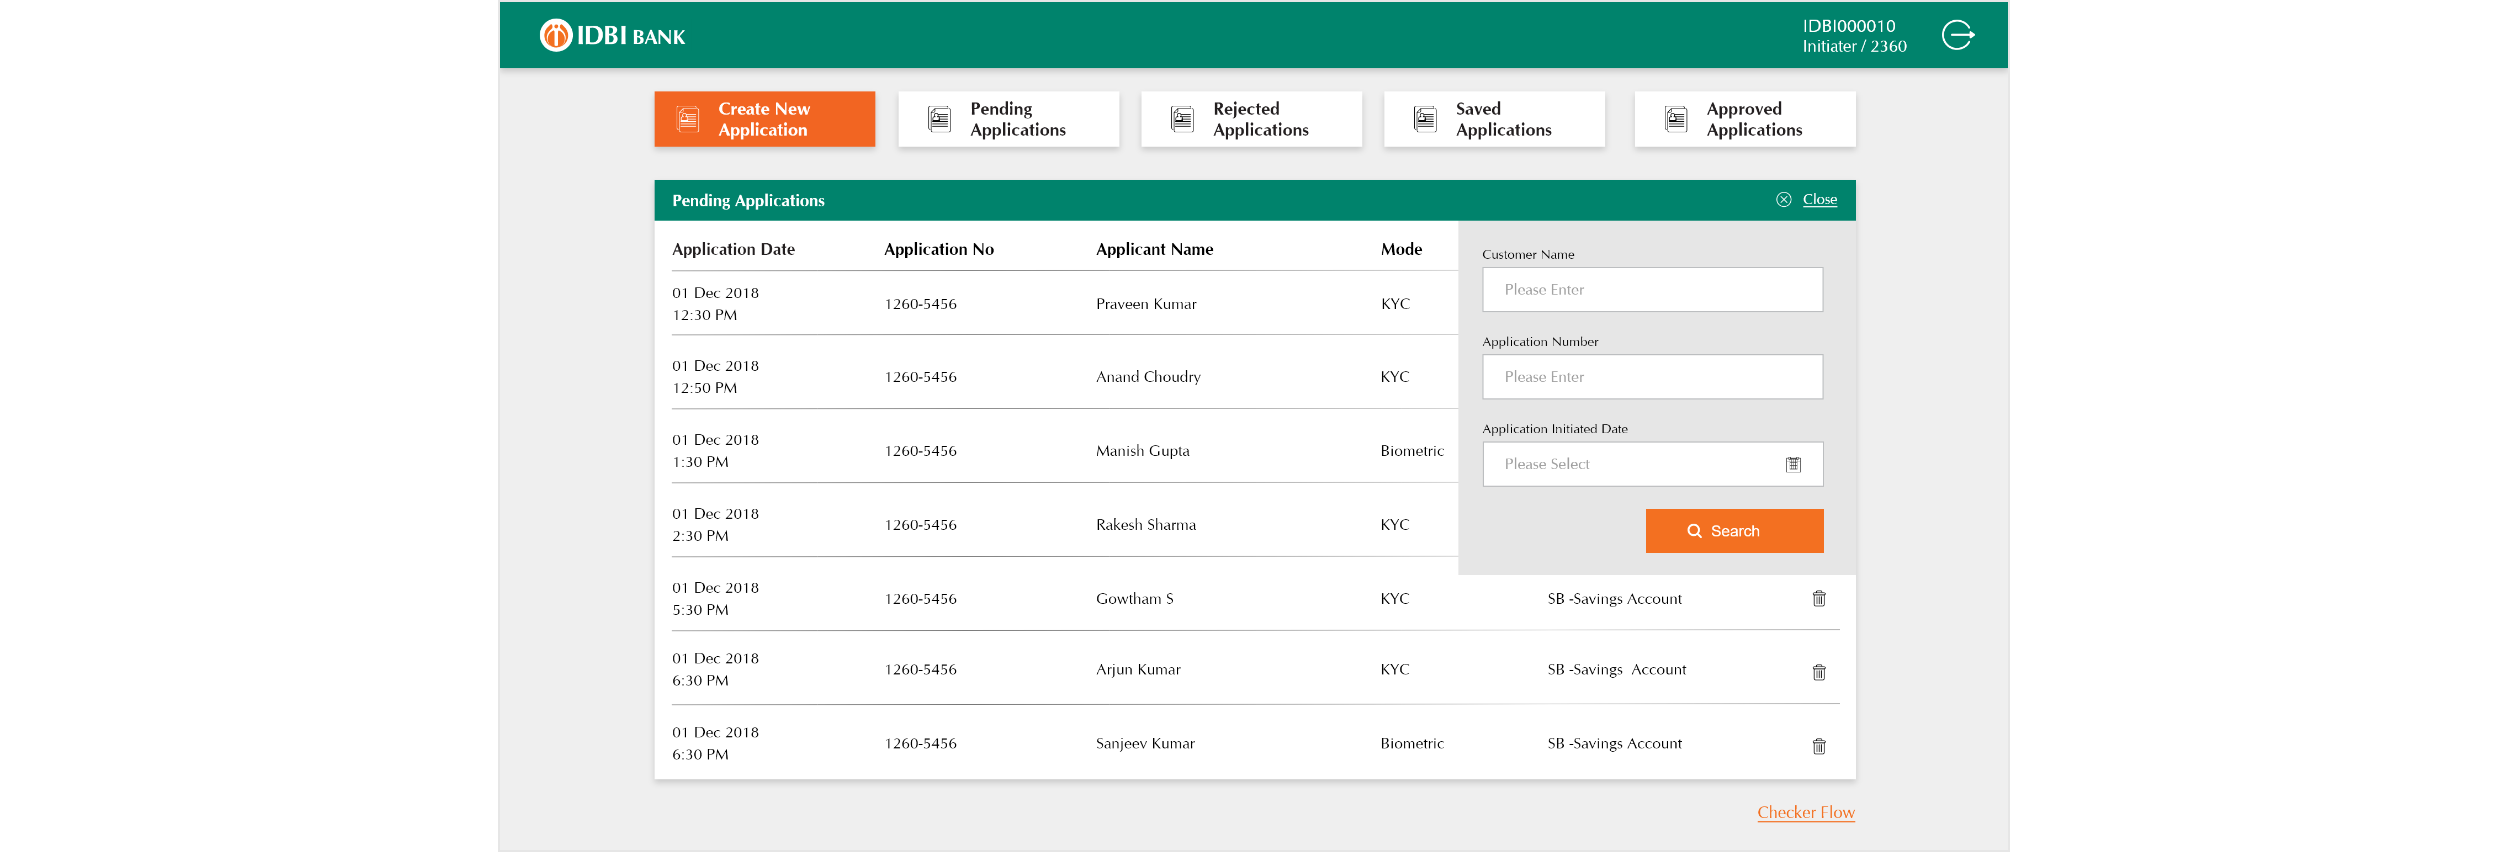 IDBI BANK
IDBI000010
Initiater / 2360
Create New
Application
Pending
Applications
Rejected
Applications
Saved
Applications
Approved
Applications
Pending Applications
Close
Application Date
Application No
Applicant Name
Mode
01 Dec 2018
12:30 PM
1260-5456
Praveen Kumar
KYC
01 Dec 2018
12:50 PM
1260-5456
Anand Choudry
KYC
01 Dec 2018
1:30 PM
1260-5456
Manish Gupta
Biometric
01 Dec 2018
2:30 PM
1260-5456
Rakesh Sharma
KYC
Customer Name
Please Enter
Application Number
Please Enter
Application Initiated Date
Please Select
Search
01 Dec 2018
5:30 PM
1260-5456
Gowtham S
KYC
SB -Savings Account
01 Dec 2018
6:30 PM
1260-5456
Arjun Kumar
KYC
SB -Savings  Account
01 Dec 2018
6:30 PM
1260-5456
Sanjeev Kumar
Biometric
SB -Savings Account
Checker Flow